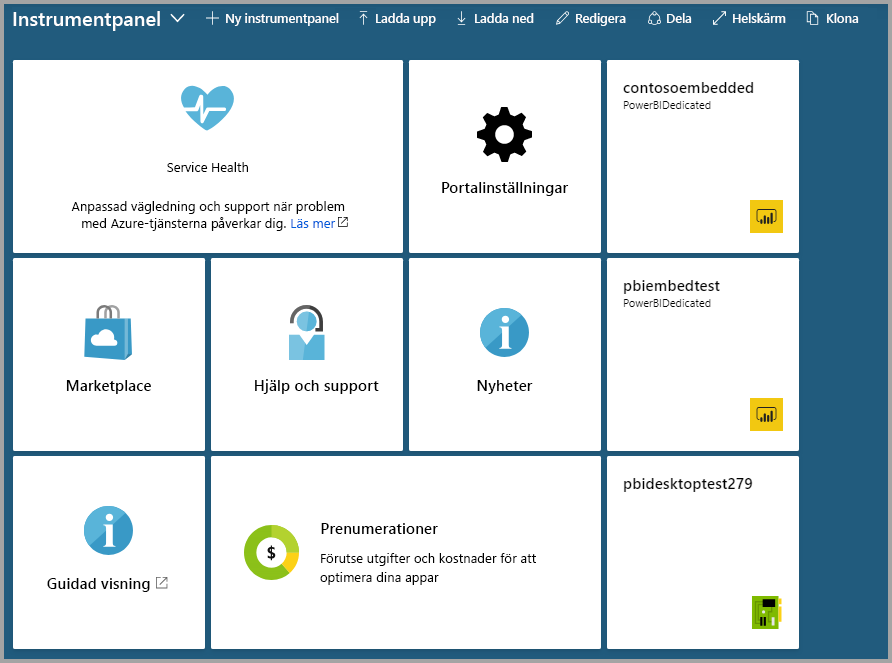 Instrumentpanel
Ny instrumentpanel
Ladda upp
Ladda ned
Redigera
Dela
Helskärm
Klona
Service Health
Anpassad vägledning och support när problem
med Azure-tjänsterna påverkar dig. Läs mer
Portalinställningar
contosoembedded
PowerBIDedicated
Marketplace
Hjälp och support
Nyheter
pbiembedtest
PowerBIDedicated
Guidad visning
$
Prenumerationer
Förutse utgifter och kostnader för att
optimera dina appar
pbidesktoptest279